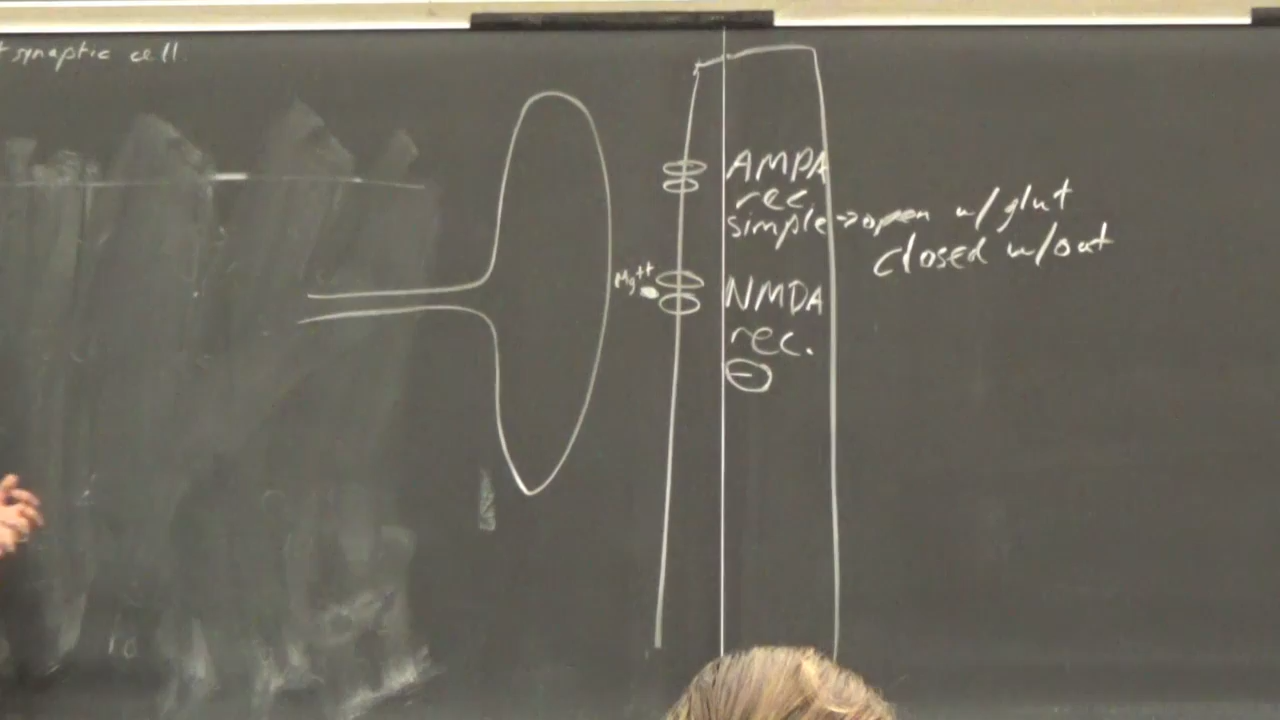 synaptic cell.
AMPA
rec.
simple → open w/ glut
closed w/out
Mg++
NMDA
rec.
−